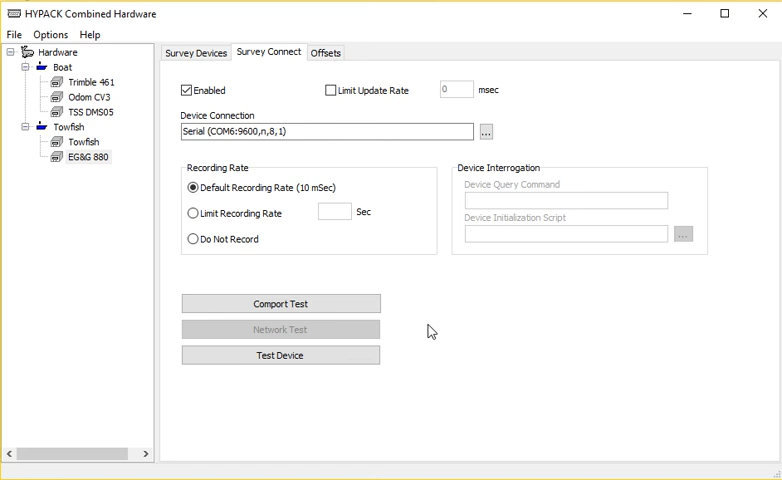 HYPACK Combined Hardware
File Options Help
Hardware
Boat
Trimble 461
Odom CV3
TSS DMS05
Towfish
Towfish
EG&G 880
Survey Devices Survey Connect Offsets
Enabled Limit Update Rate 0 msec
Device Connection
Serial (COM6:9600,n,8,1) ...
Recording Rate
Default Recording Rate (10 mSec)
Limit Recording Rate Sec
Do Not Record
Device Interrogation
Device Query Command
Device Initialization Script
...
Comport Test
Network Test
Test Device